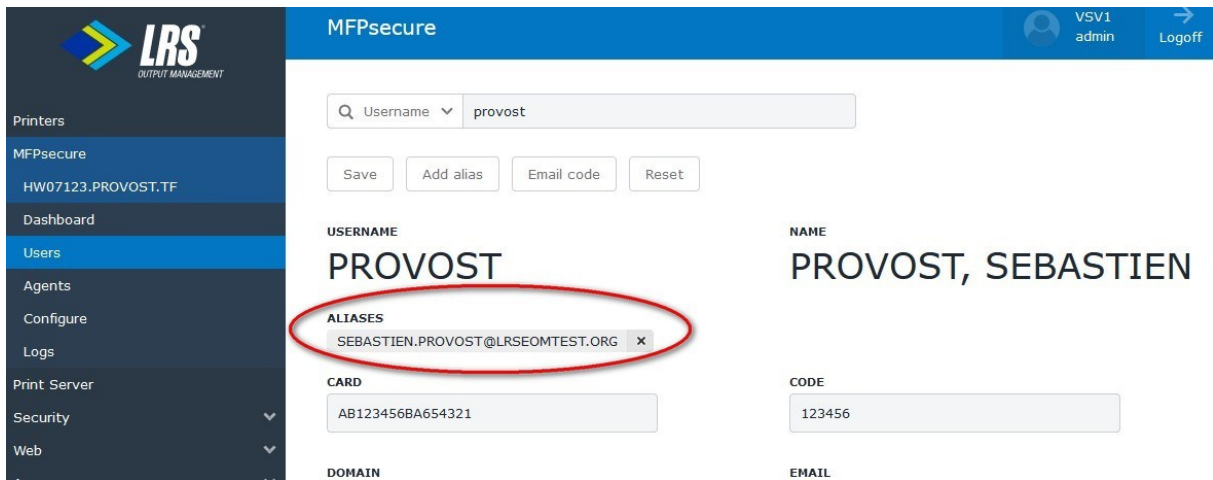 LRS
OUTPUT MANAGEMENT
MFPsecure
VSV1
admin
Logoff
Printers
MFPsecure
HW07123.PROVOST.TF
Dashboard
Users
Agents
Configure
Logs
Print Server
Security
Web
Username provost
Save Add alias Email code Reset
USERNAME
PROVOST
NAME
PROVOST, SEBASTIEN
ALIASES
SEBASTIEN.PROVOST@LRSEOMTEST.ORG ×
CARD
AB123456BA654321
CODE
123456
DOMAIN
EMAIL